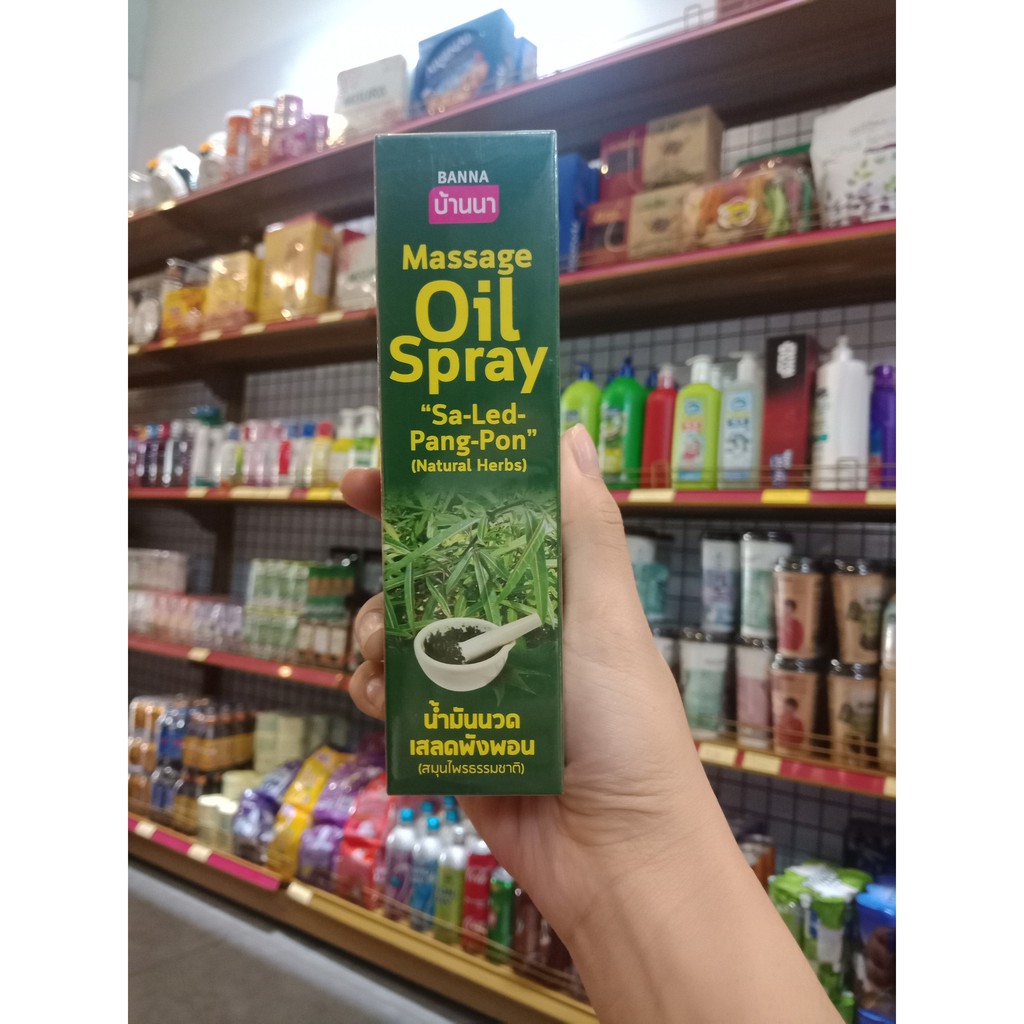 BANNA
บ้านนา
Massage
Oil
Spray
“Sa-Led-
Pang-Pon”
(Natural Herbs)
น้ำมันนวด
เสลดพังพอน
(สมุนไพรธรรมชาติ)